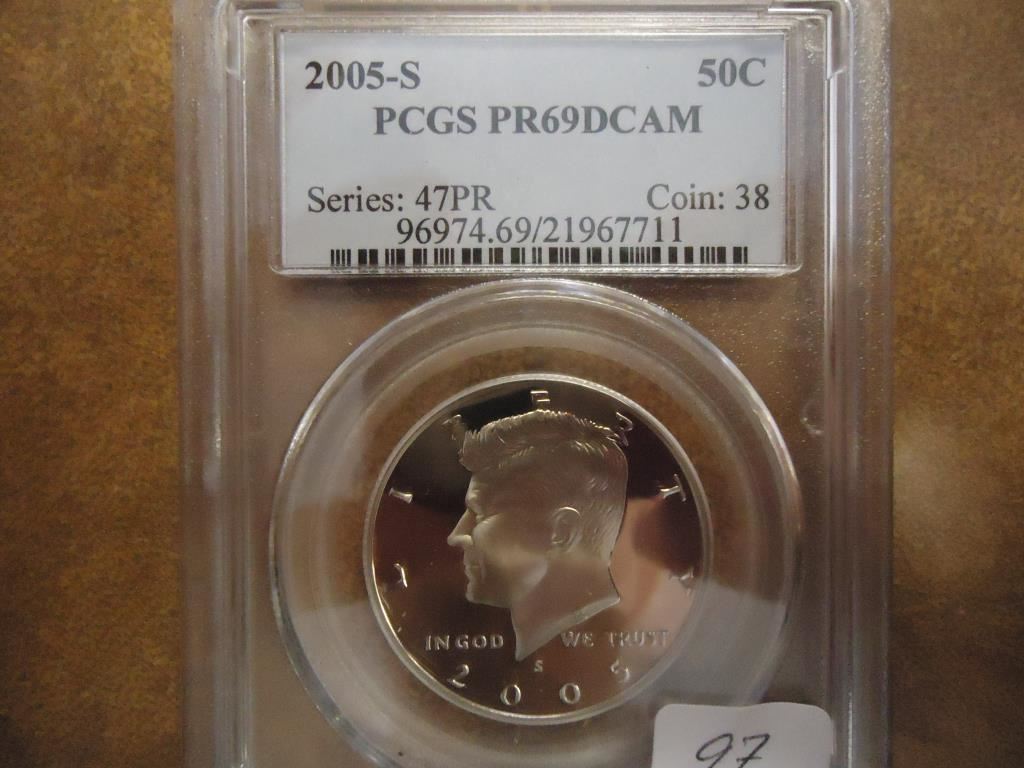 2005-S 50C
PCGS PR69DCAM
Series: 47PR Coin: 38
96974.69/21967711
LIBERTY
IN GOD WE TRUST
S
2005
97